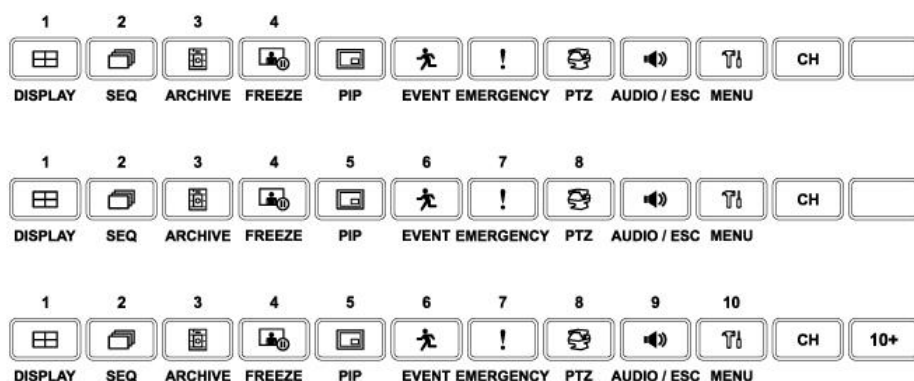 1 2 3 4
CH
DISPLAY SEQ ARCHIVE FREEZE PIP EVENT EMERGENCY PTZ AUDIO / ESC MENU
1 2 3 4 5 6 7 8
CH
DISPLAY SEQ ARCHIVE FREEZE PIP EVENT EMERGENCY PTZ AUDIO / ESC MENU
1 2 3 4 5 6 7 8 9 10
CH 10+
DISPLAY SEQ ARCHIVE FREEZE PIP EVENT EMERGENCY PTZ AUDIO / ESC MENU